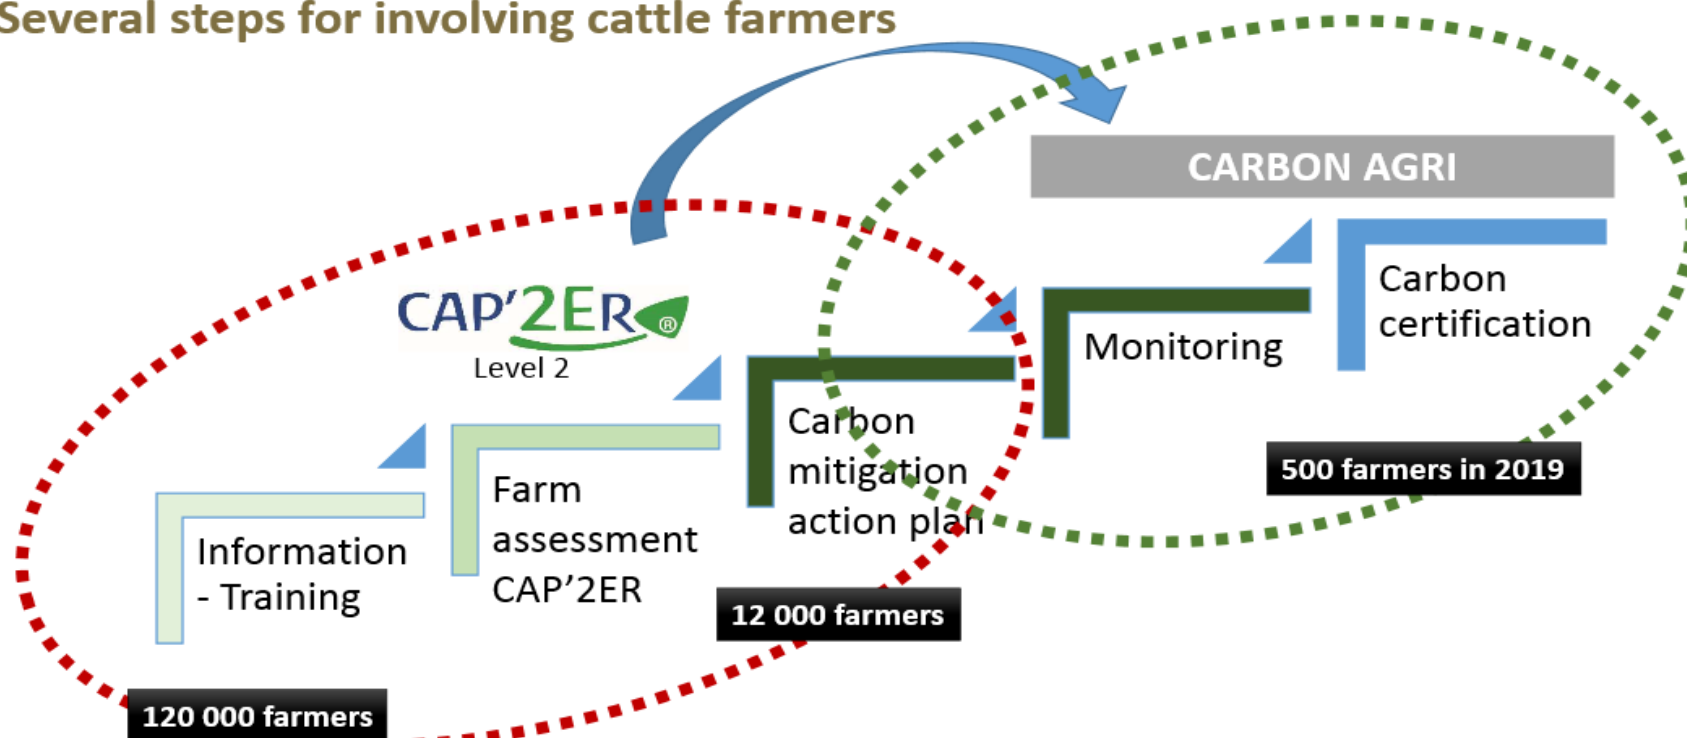 Several steps for involving cattle farmers
CARBON AGRI
Carbon
certification
CAP'2ER®
Level 2
Monitoring
Carbon
mitigation
action plan
500 farmers in 2019
Farm
assessment
CAP’2ER
Information
- Training
12 000 farmers
120 000 farmers